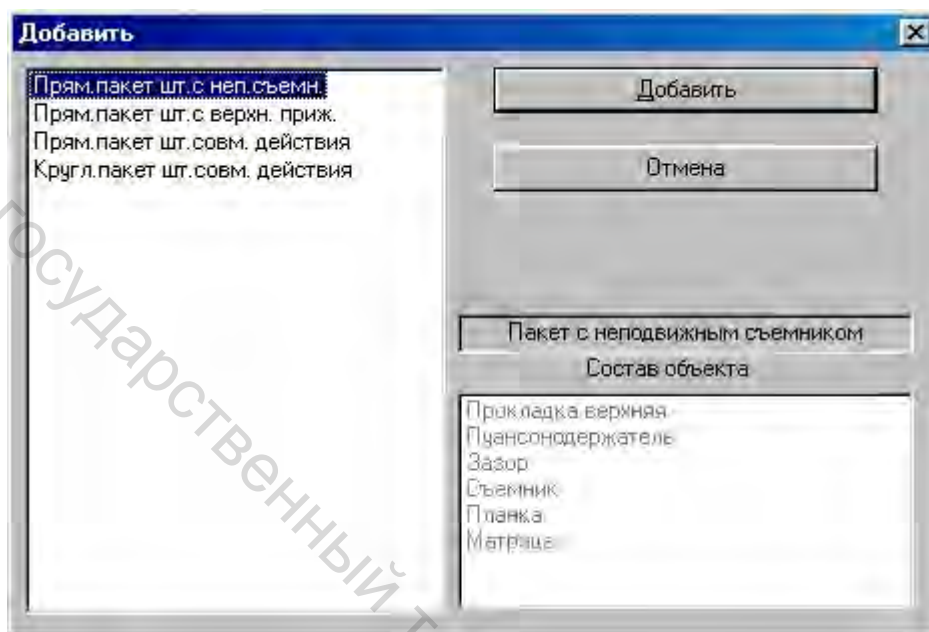 Добавить
Прям.пакет шт.с неп.съемн.
Прям.пакет шт.с верхн. приж.
Прям.пакет шт.совм. действия
Кругл.пакет шт.совм. действия
Добавить
Отмена
Пакет с неподвижным съемником
Состав объекта
Прокладка верхняя
Пуансонодержатель
Зазор
Съемник
Планка
Матрица
государственный т